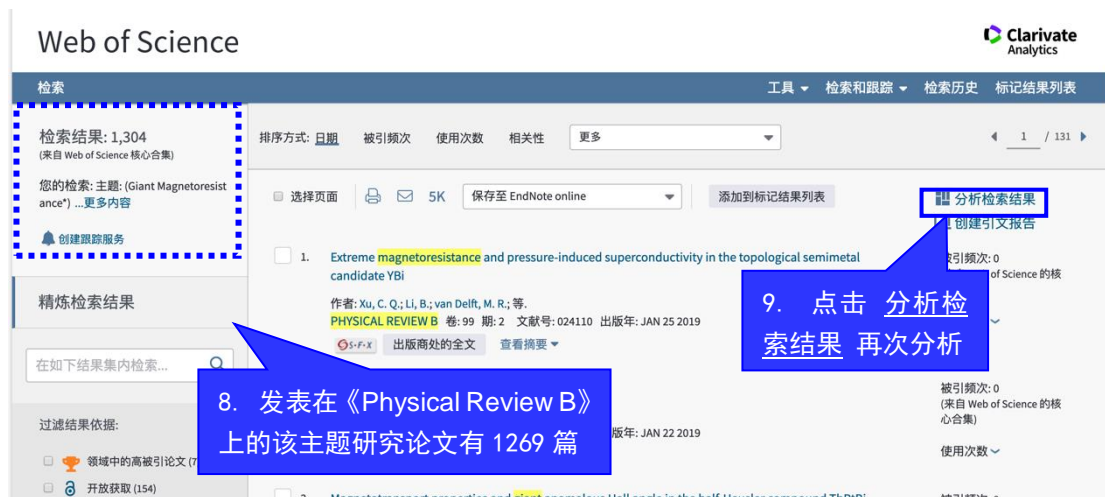 Web of Science
Clarivate
Analytics
检索
工具 检索和跟踪 检索历史 标记结果列表
检索结果: 1,304
(来自 Web of Science 核心合集)
您的检索: 主题: (Giant Magnetoresist
ance*) ...更多内容
创建跟踪服务
精炼检索结果
在如下结果集内检索...
过滤结果依据:
领域中的高被引论文 (7
开放获取 (154)
排序方式: 日期 被引频次 使用次数 相关性 更多
1 / 131
选择页面 5K 保存至 EndNote online 添加到标记结果列表
分析检索结果
创建引文报告
1. Extreme magnetoresistance and pressure-induced superconductivity in the topological semimetal
candidate YBi
作者: Xu, C. Q.; Li, B.; van Delft, M. R.; 等.
PHYSICAL REVIEW B 卷: 99 期: 2 文献号: 024110 出版年: JAN 25 2019
S·F·X 出版商处的全文 查看摘要
被引频次: 0
of Science 的核
8. 发表在《Physical Review B》
上的该主题研究论文有 1269 篇
9. 点击 分析检
索结果 再次分析
版年: JAN 22 2019
被引频次: 0
(来自 Web of Science 的核
心合集)
使用次数